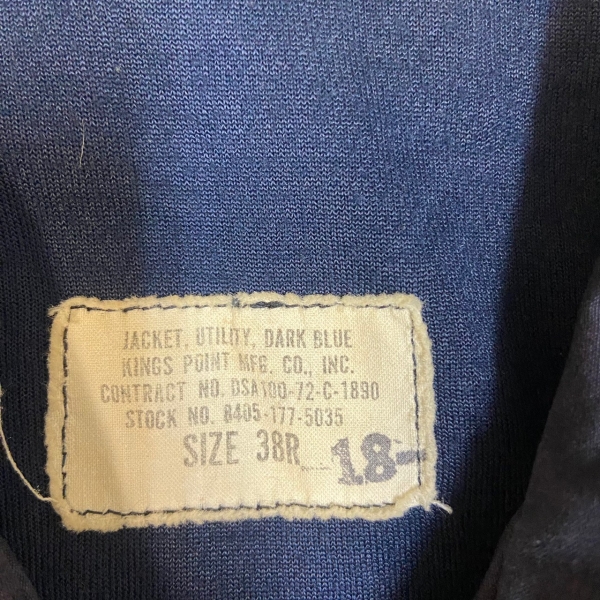 JACKET, UTILITY, DARK BLUE
KINGS POINT MFG. CO., INC.
CONTRACT NO. DSA100-72-C-1890
STOCK NO. 8405-177-5035
SIZE 38R
18-